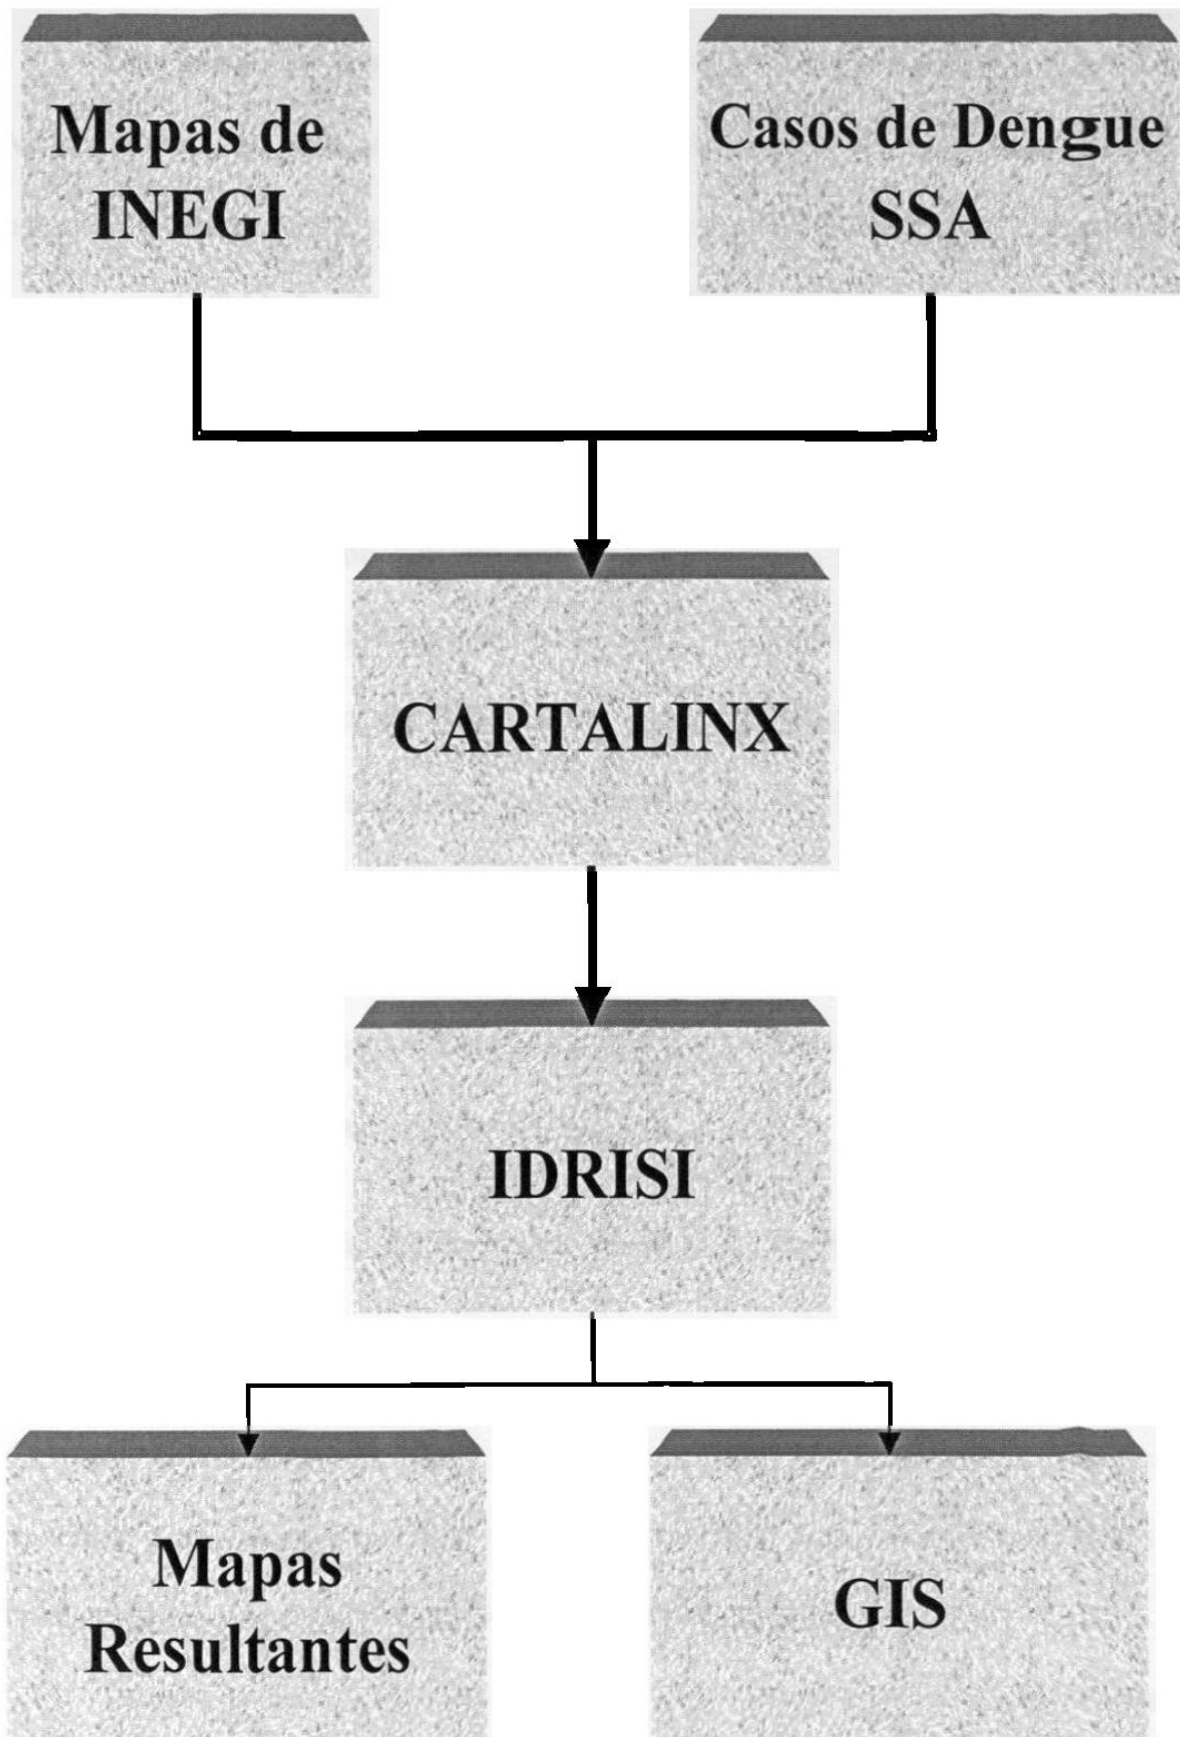 Mapas de
INEGI
Casos de Dengue
SSA
CARTALINX
IDRISI
Mapas
Resultantes
GIS